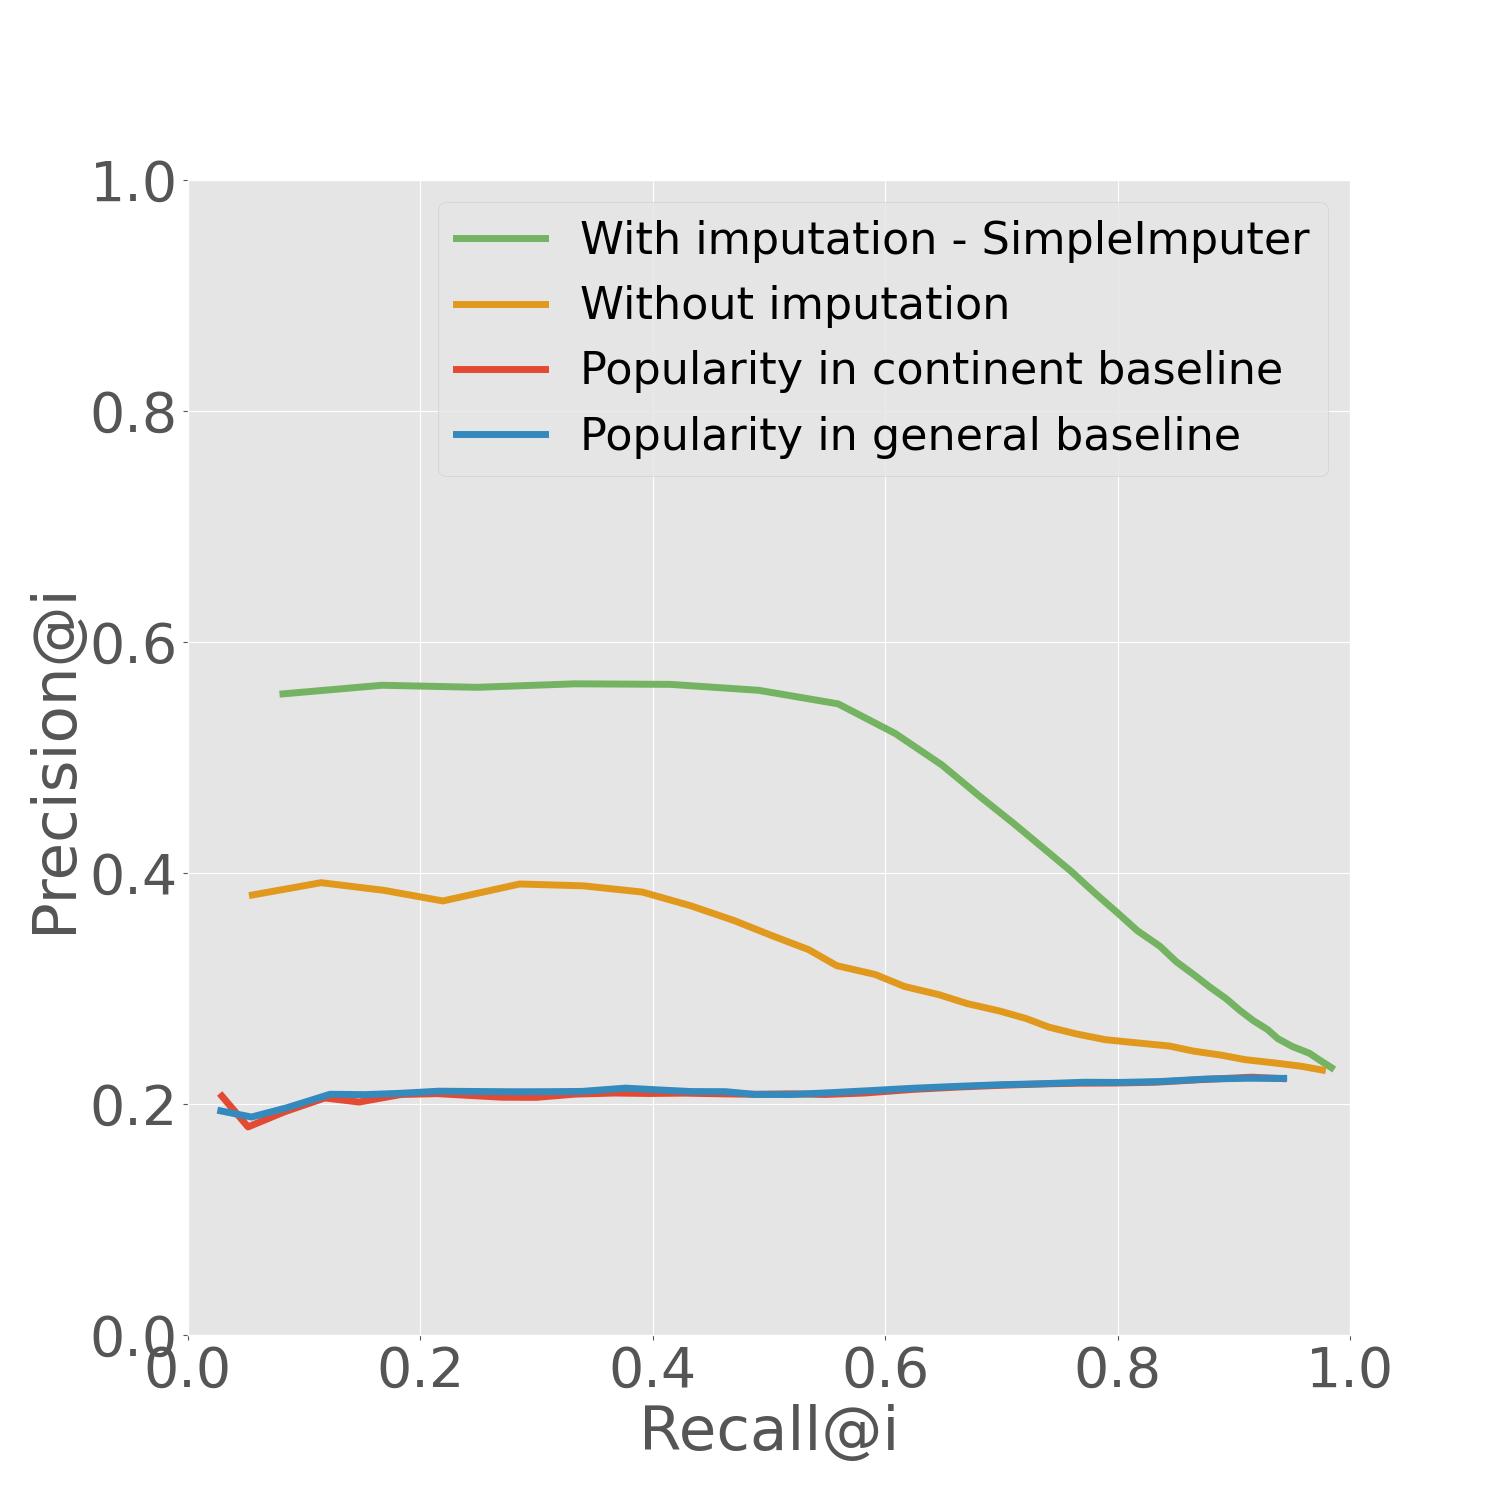 With imputation - SimpleImputer
Without imputation
Popularity in continent baseline
Popularity in general baseline
Precision@i
1.0
0.8
0.6
0.4
0.2
0.0
0.0 0.2 0.4 0.6 0.8 1.0
Recall@i